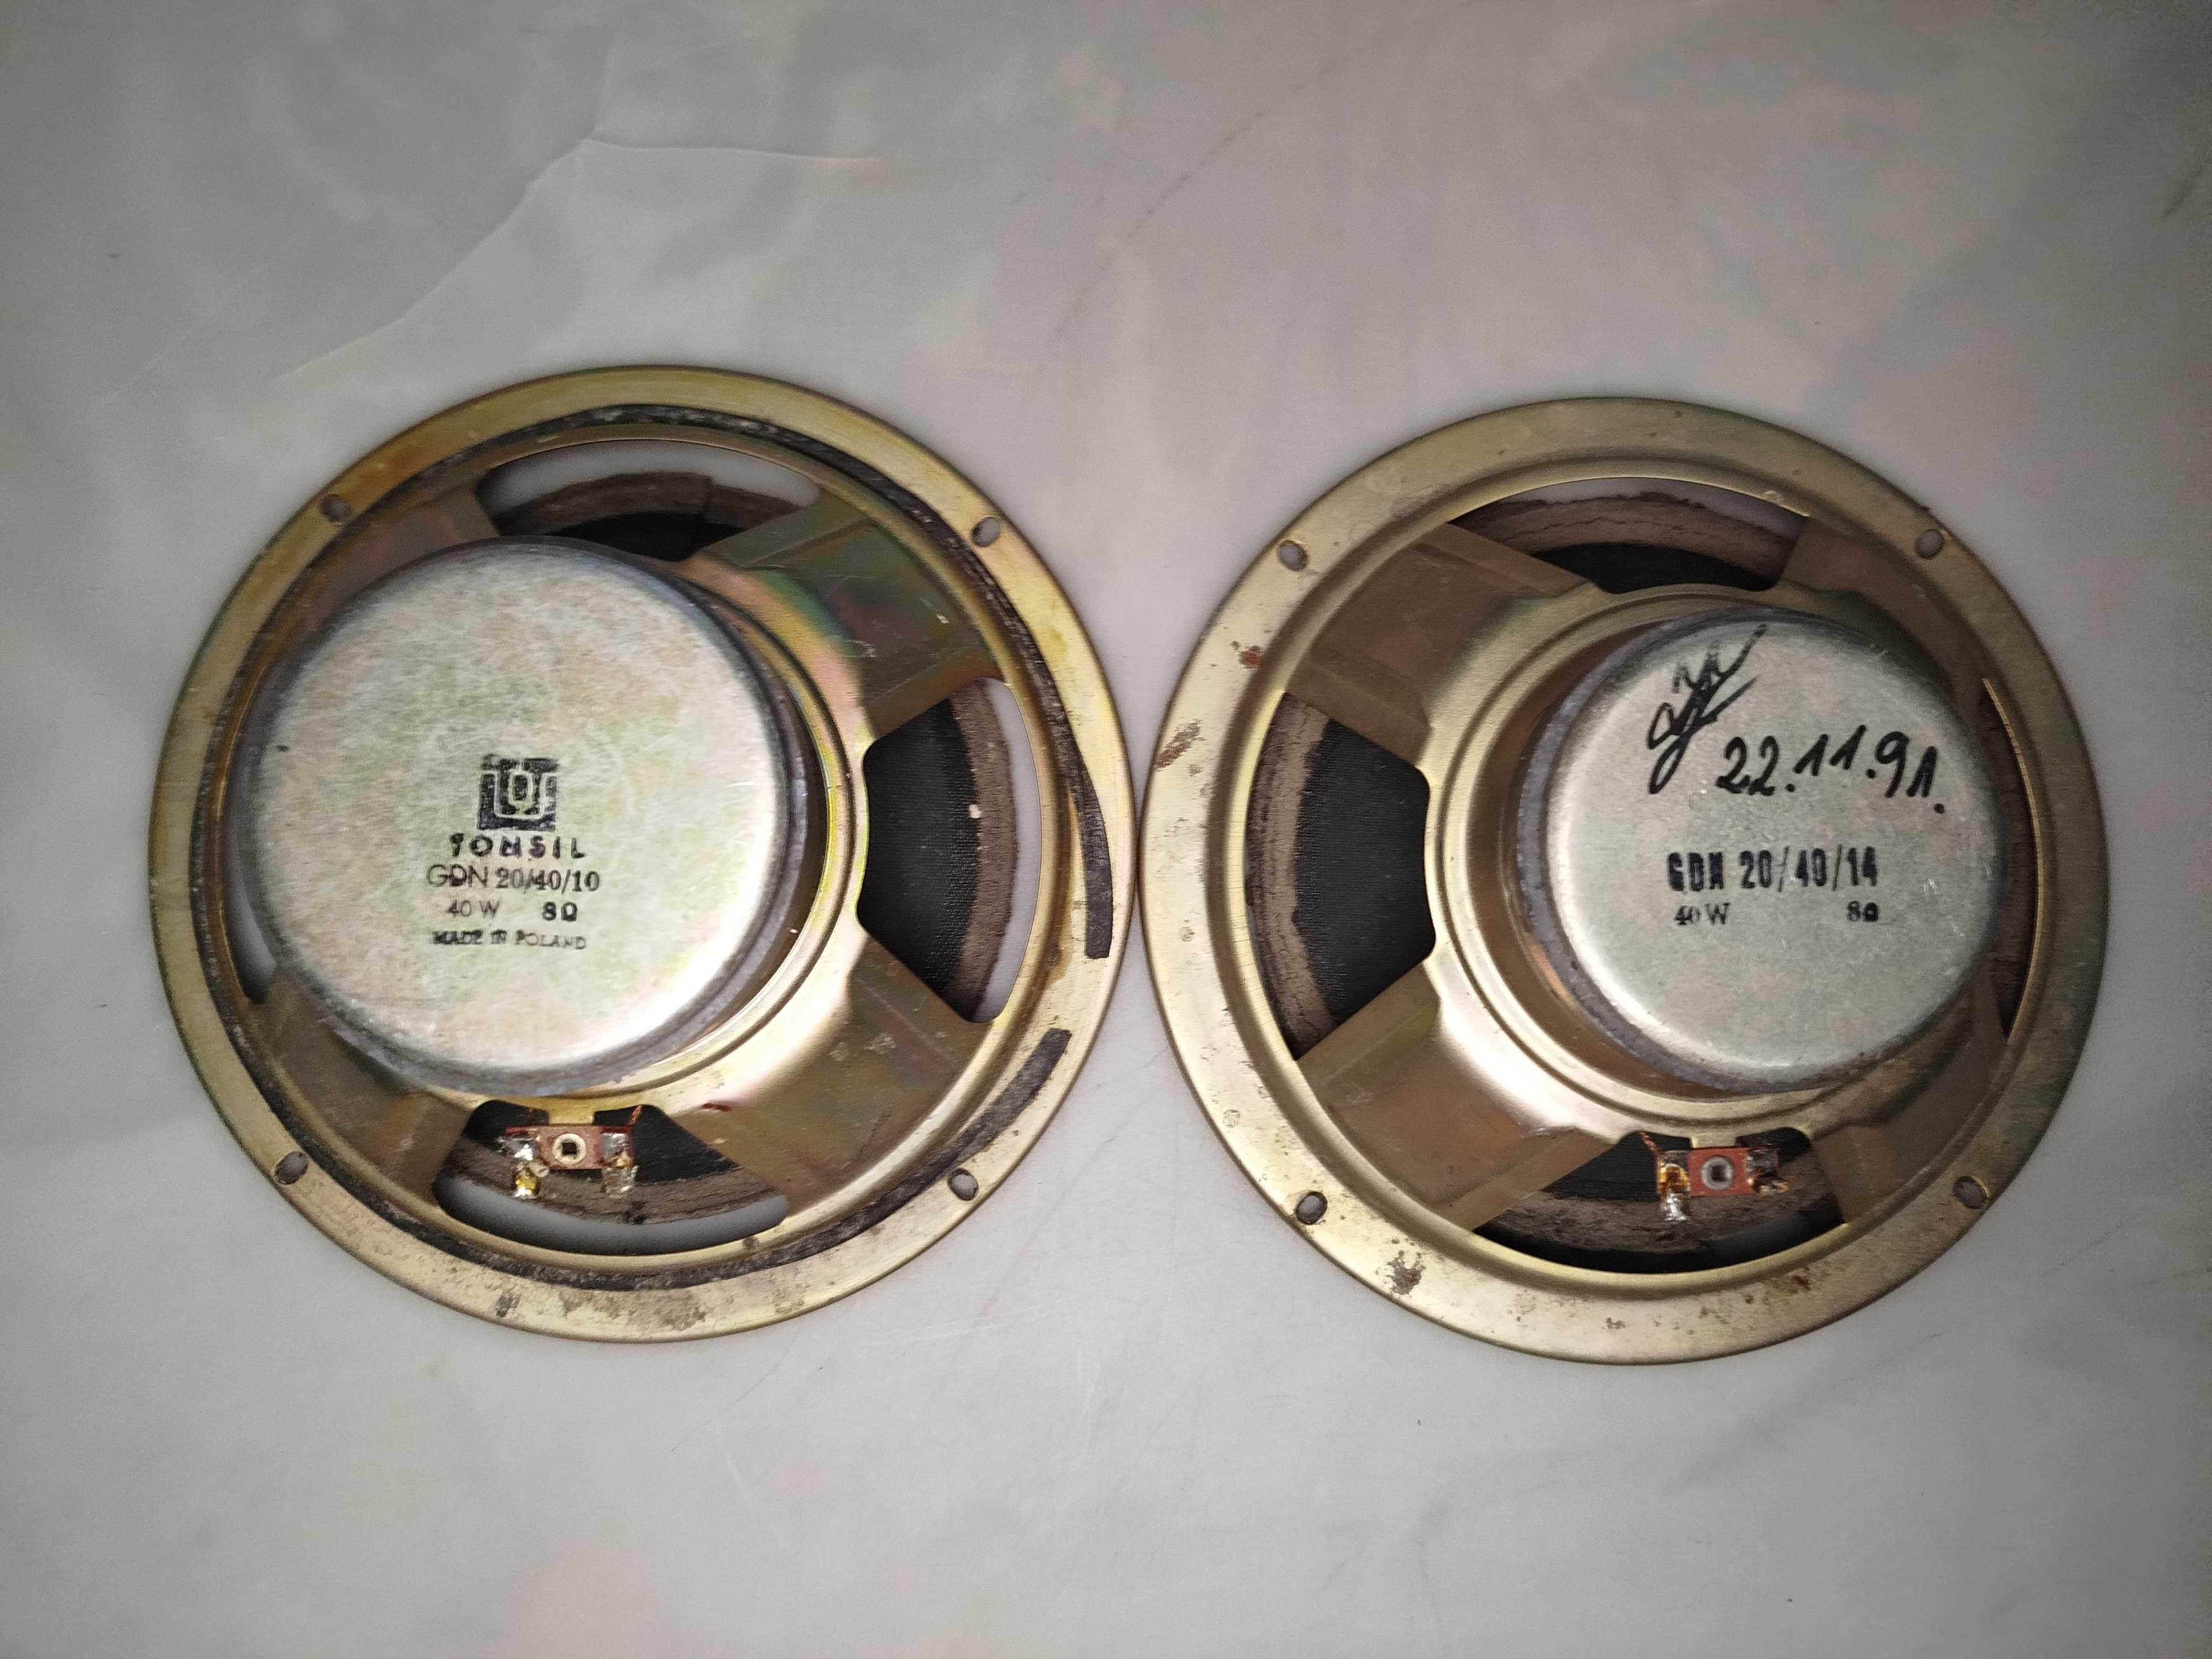 TONSIL
GDN 20/40/10
40 W 8Ω
MADE IN POLAND
22.11.91.
GDN 20/40/14
40 W 8Ω